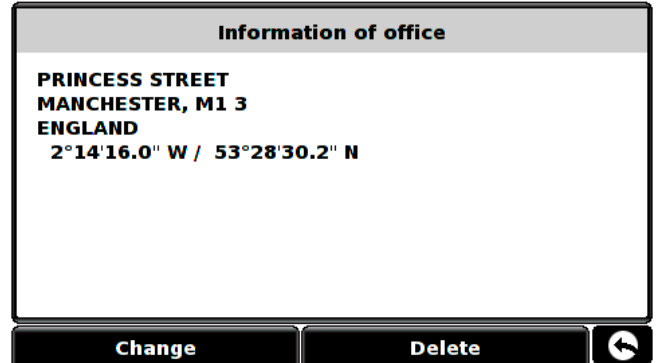 Information of office
PRINCESS STREET
MANCHESTER, M1 3
ENGLAND
2°14'16.0" W / 53°28'30.2" N
Change
Delete